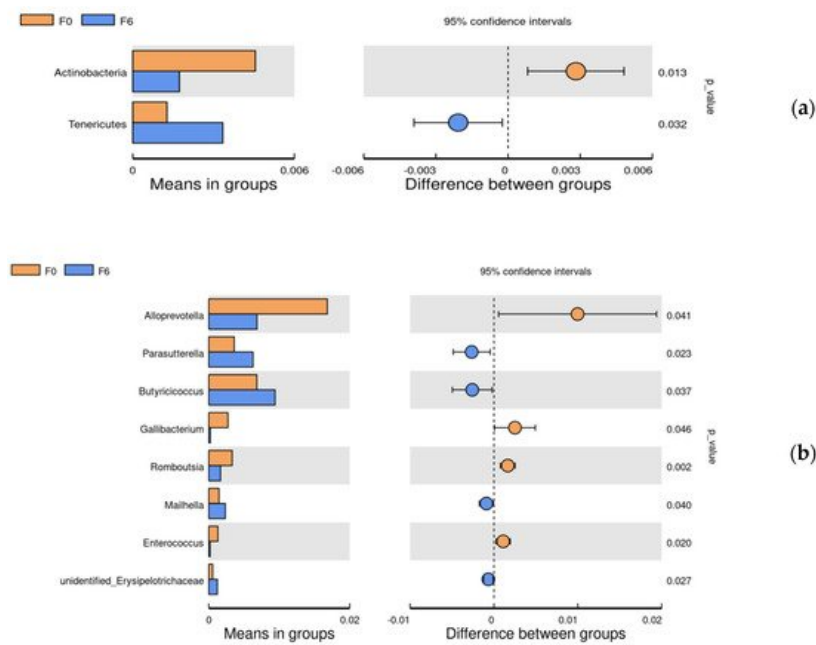 F0 F6
95% confidence intervals
Actinobacteria
0.013
Tenericutes
0.032
p_value
(a)
0 0.006 -0.006 -0.003 0 0.003 0.006
Means in groups Difference between groups
F0 F6
95% confidence intervals
Alloprevotella 0.041
Parasutterella 0.023
Butyricicoccus 0.037
Gallibacterium 0.046
p_value
(b)
Romboutsia 0.002
Mailhella 0.040
Enterococcus 0.020
unidentified_Erysipelotrichaceae 0.027
0 0.02 -0.01 0 0.01 0.02
Means in groups Difference between groups